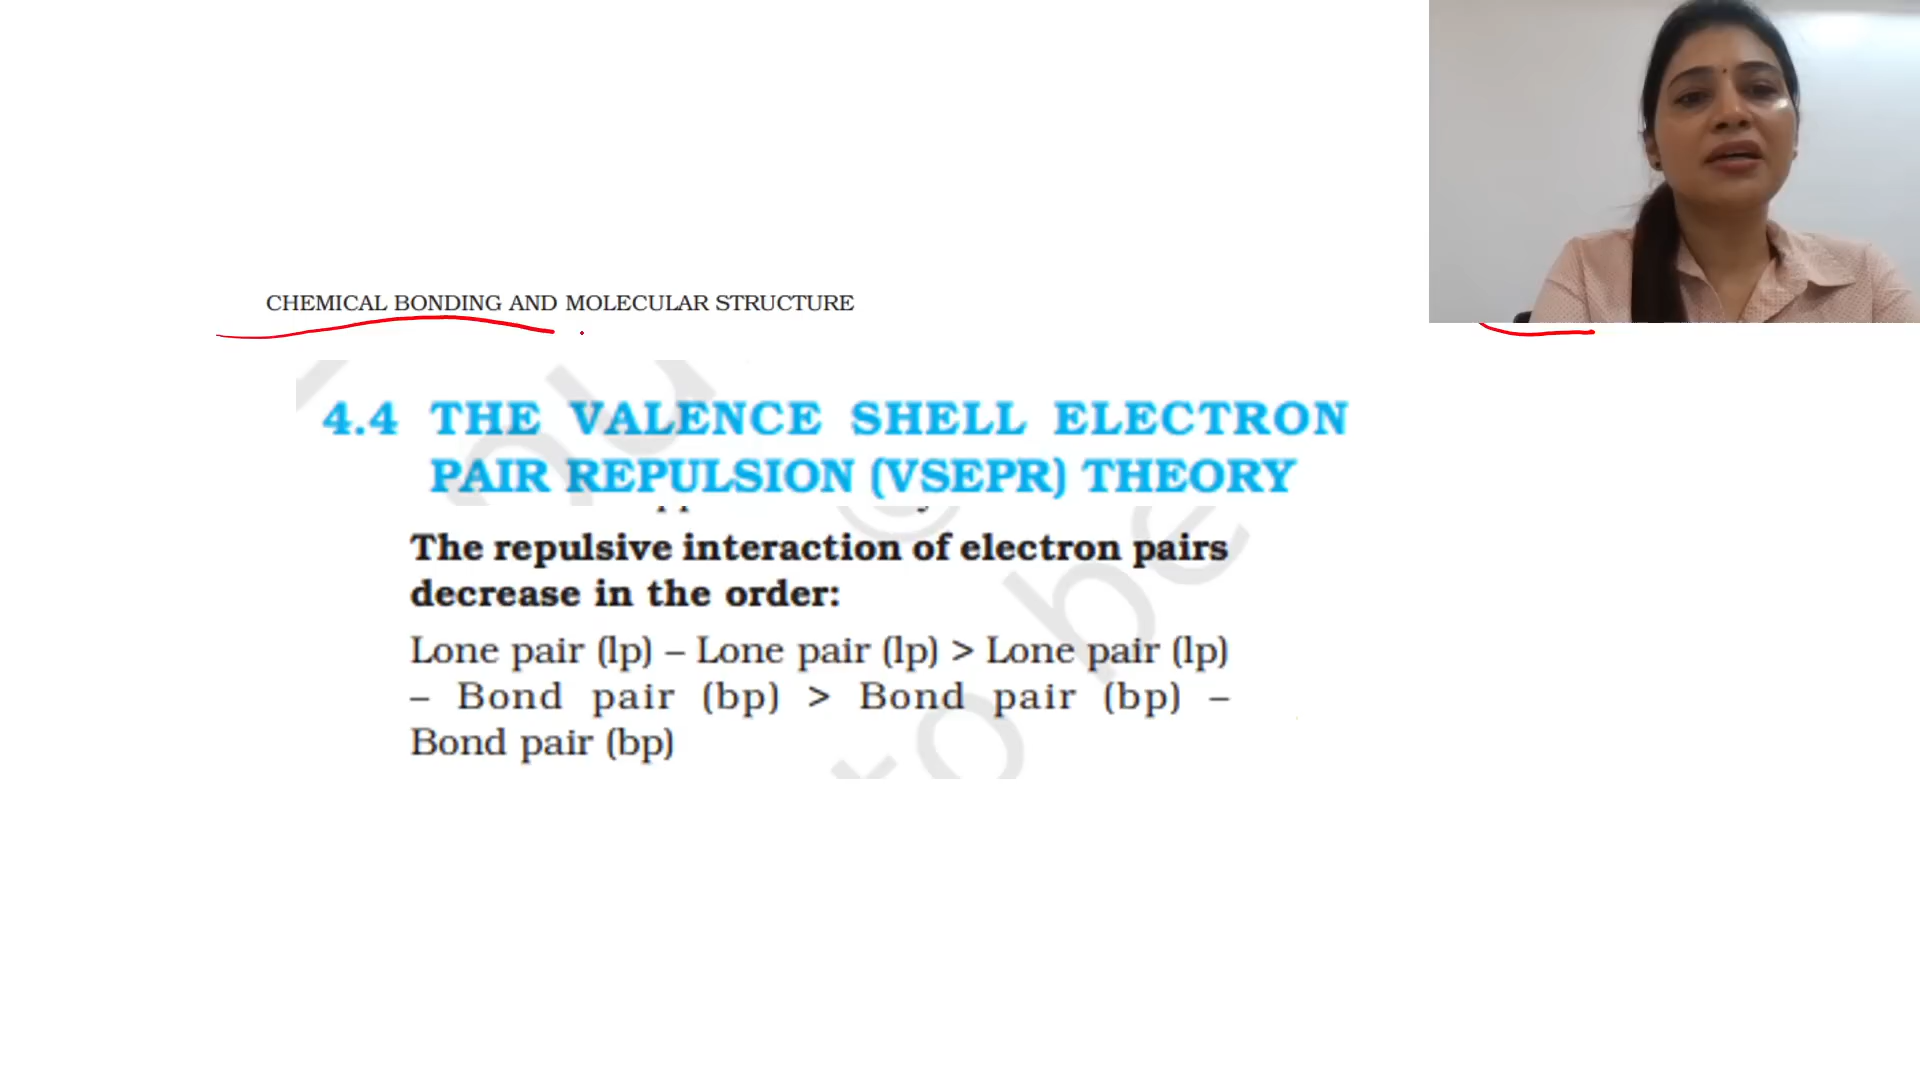 CHEMICAL BONDING AND MOLECULAR STRUCTURE
4.4 THE VALENCE SHELL ELECTRON
PAIR REPULSION (VSEPR) THEORY
The repulsive interaction of electron pairs
decrease in the order:
Lone pair (lp) – Lone pair (lp) > Lone pair (lp)
– Bond pair (bp) > Bond pair (bp) –
Bond pair (bp)